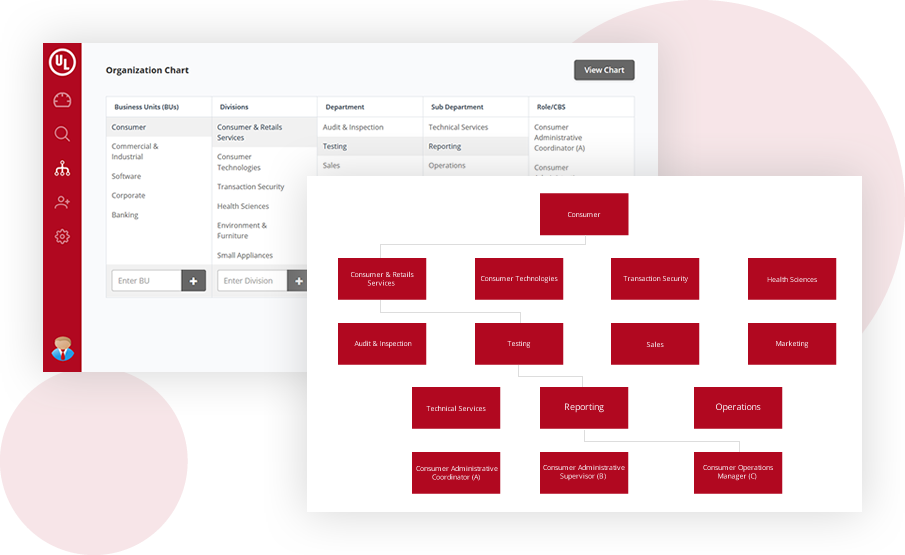 UL
Organization Chart
View Chart
Business Units (BUs)
Divisions
Department
Sub Department
Role/CBS
Consumer
Commercial &
Industrial
Software
Corporate
Banking
Enter BU
+
Consumer & Retails
Services
Consumer
Technologies
Transaction Security
Health Sciences
Environment &
Furniture
Small Appliances
Enter Division
+
Audit & Inspection
Testing
Sales
Technical Services
Reporting
Operations
Consumer
Administrative
Coordinator (A)
Consumer
Consumer
Consumer & Retails
Services
Consumer Technologies
Transaction Security
Health Sciences
Audit & Inspection
Testing
Sales
Marketing
Technical Services
Reporting
Operations
Consumer Administrative
Coordinator (A)
Consumer Administrative
Supervisor (B)
Consumer Operations
Manager (C)